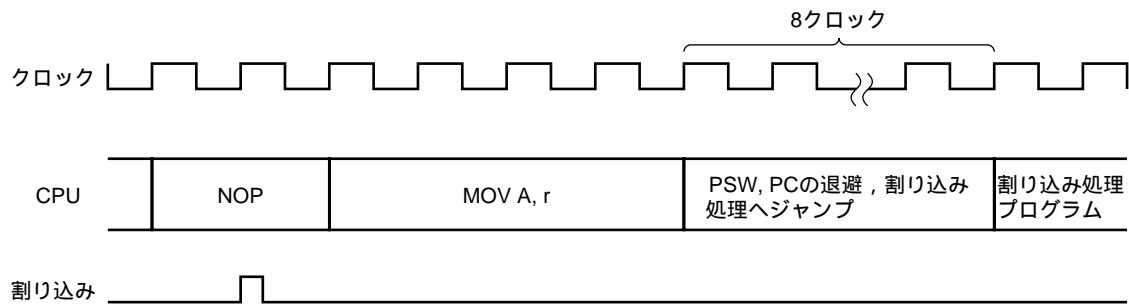 8クロック
クロック
CPU
NOP
MOV A, r
PSW, PCの退避，割り込み
処理へジャンプ
割り込み処理
プログラム
割り込み